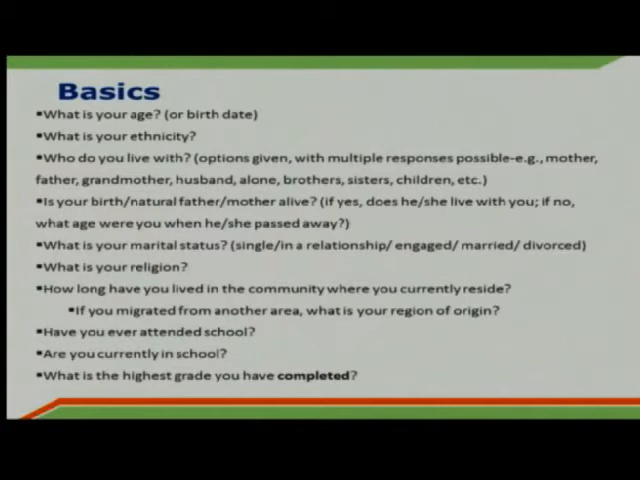 Basics
▪What is your age? (or birth date)
▪What is your ethnicity?
▪Who do you live with? (options given, with multiple responses possible-e.g., mother,
father, grandmother, husband, alone, brothers, sisters, children, etc.)
▪Is your birth/natural father/mother alive? (if yes, does he/she live with you; if no,
what age were you when he/she passed away?)
▪What is your marital status? (single/in a relationship/ engaged/ married/ divorced)
▪What is your religion?
▪How long have you lived in the community where you currently reside?
▪If you migrated from another area, what is your region of origin?
▪Have you ever attended school?
▪Are you currently in school?
▪What is the highest grade you have completed?